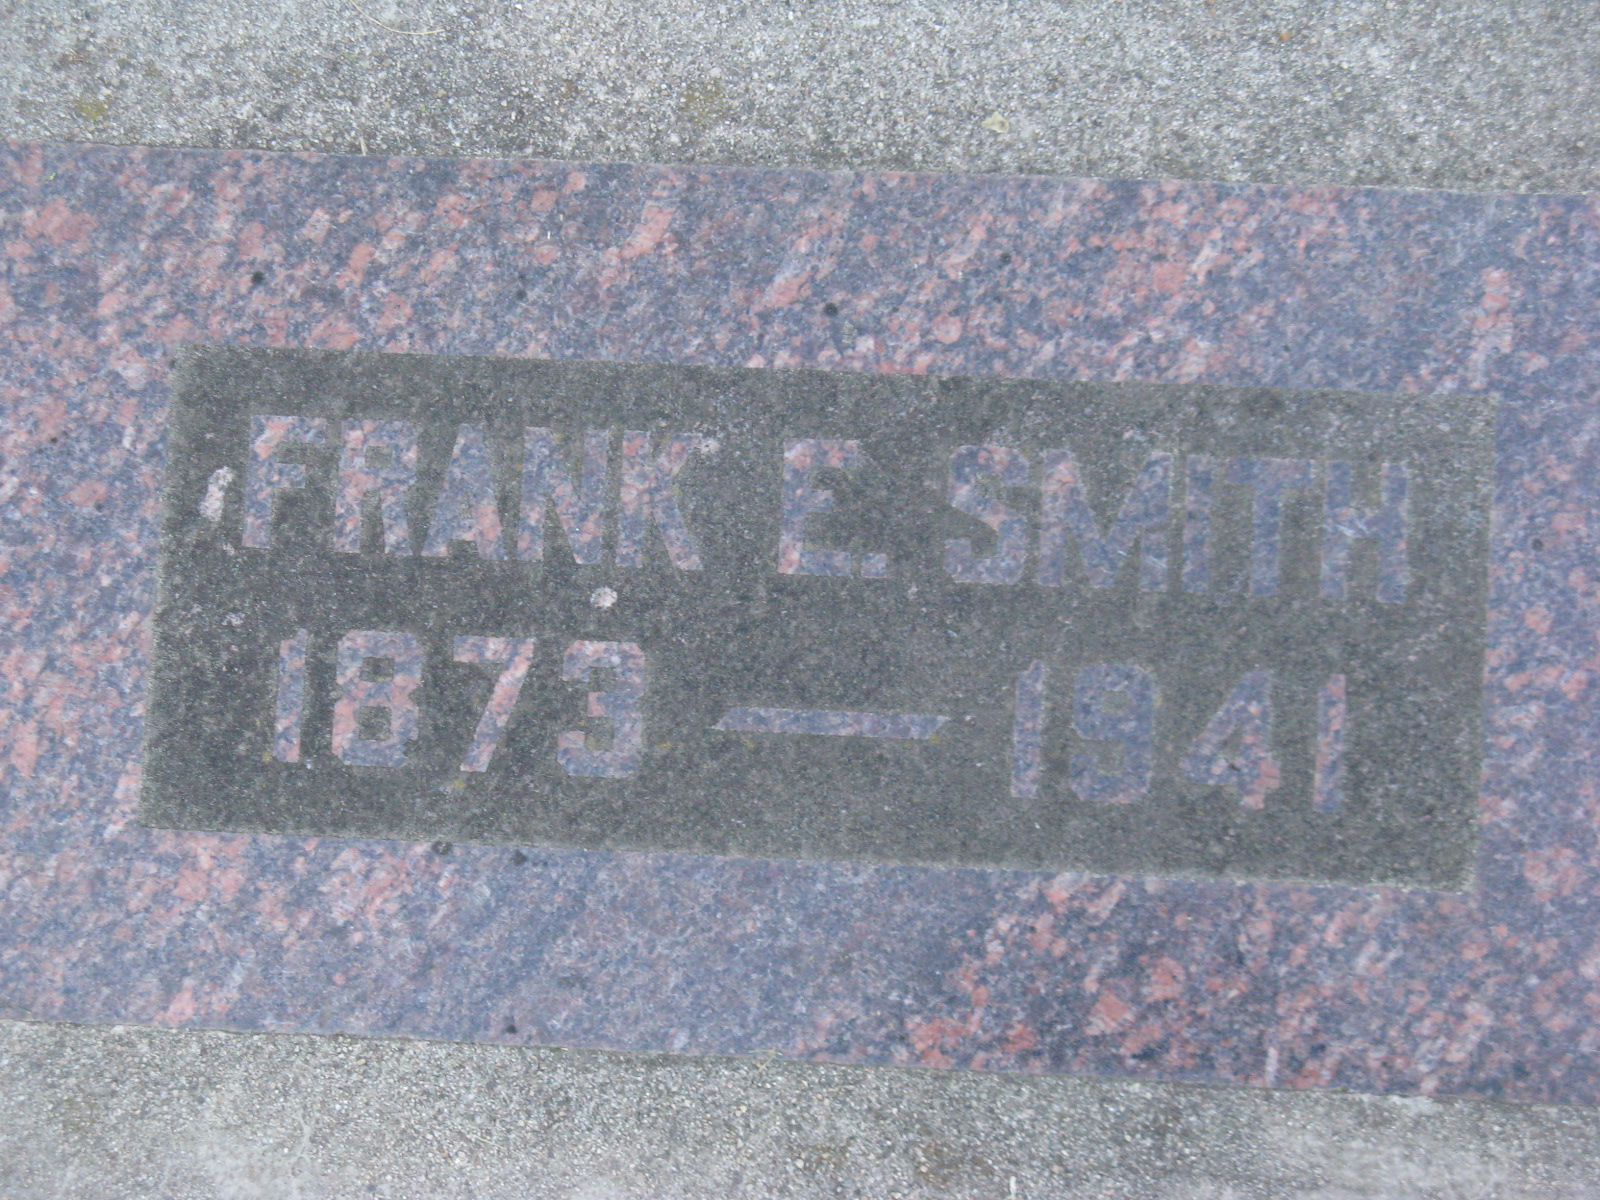 FRANK E. SMITH
1873 — 1941